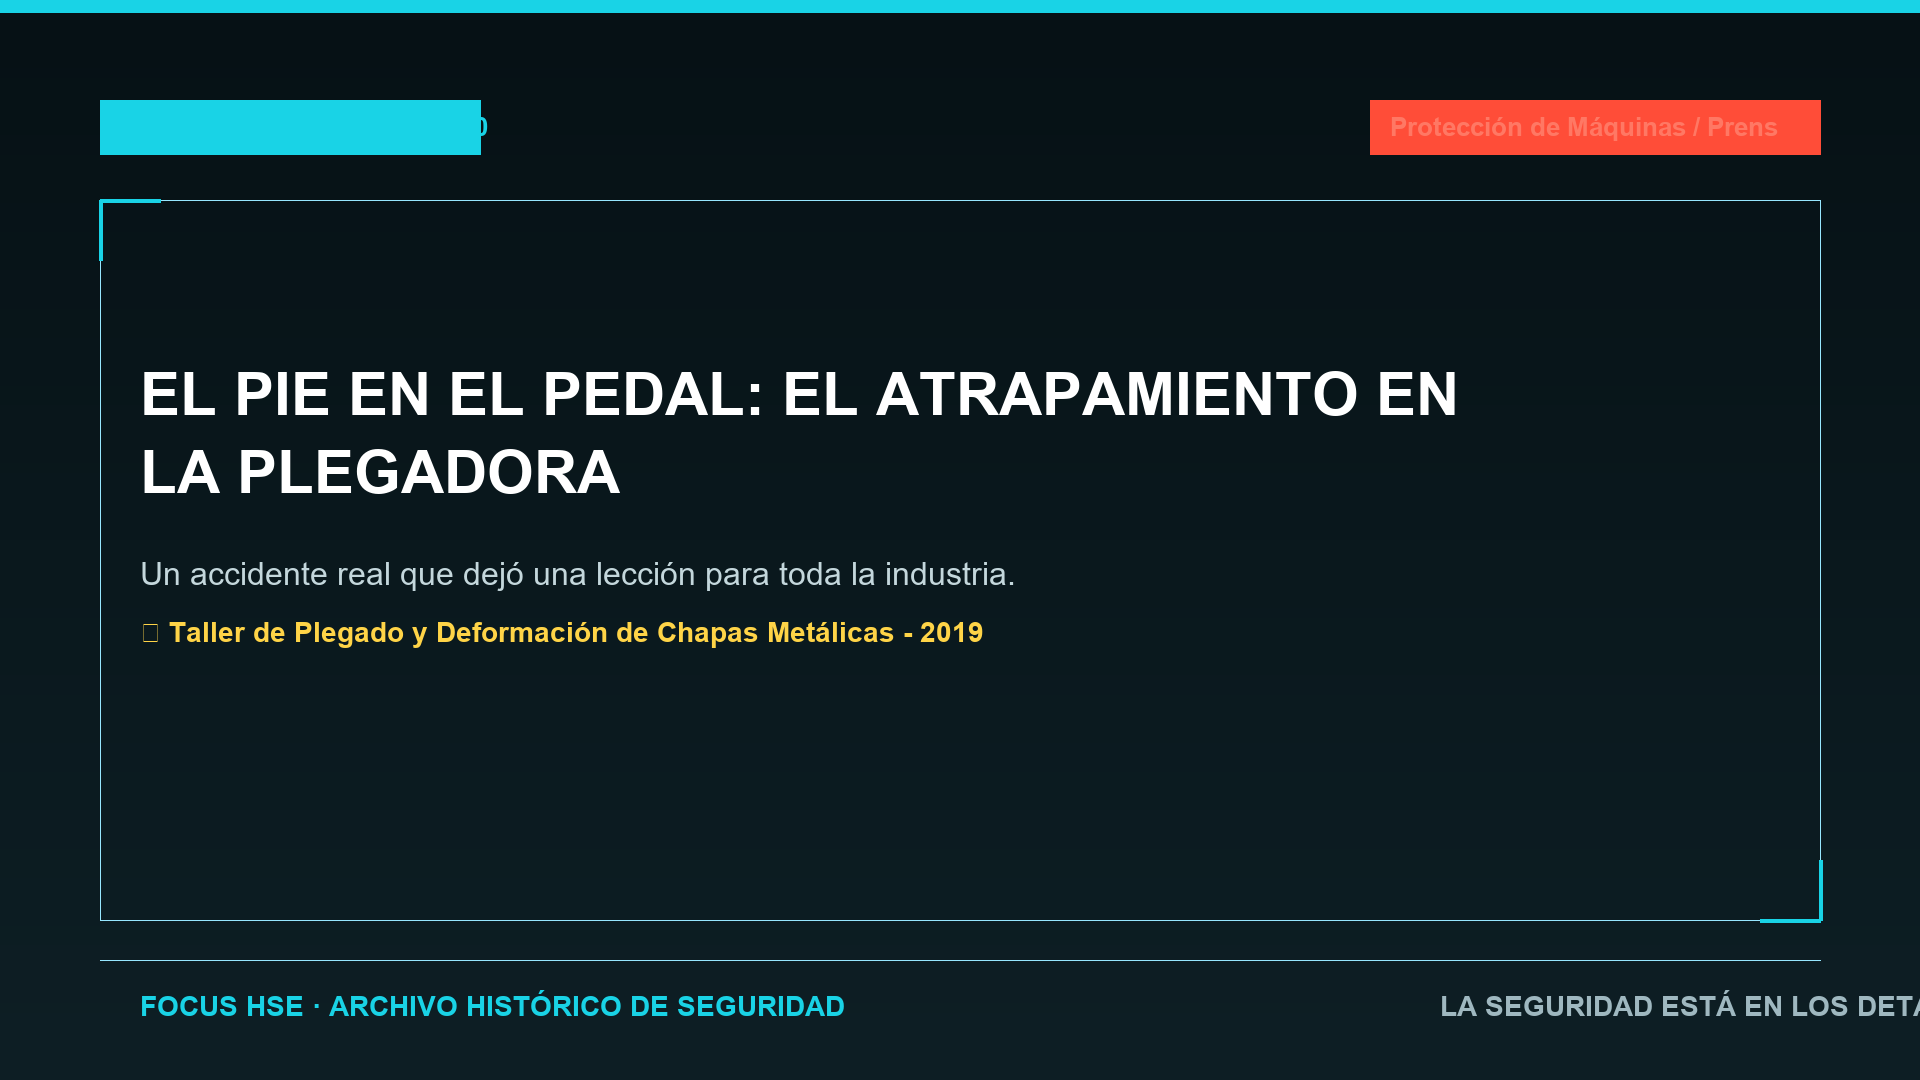 Protección de Máquinas / Prens
EL PIE EN EL PEDAL: EL ATRAPAMIENTO EN
LA PLEGADORA
Un accidente real que dejó una lección para toda la industria.
Taller de Plegado y Deformación de Chapas Metálicas - 2019
FOCUS HSE · ARCHIVO HISTÓRICO DE SEGURIDAD
LA SEGURIDAD ESTÁ EN LOS DETA